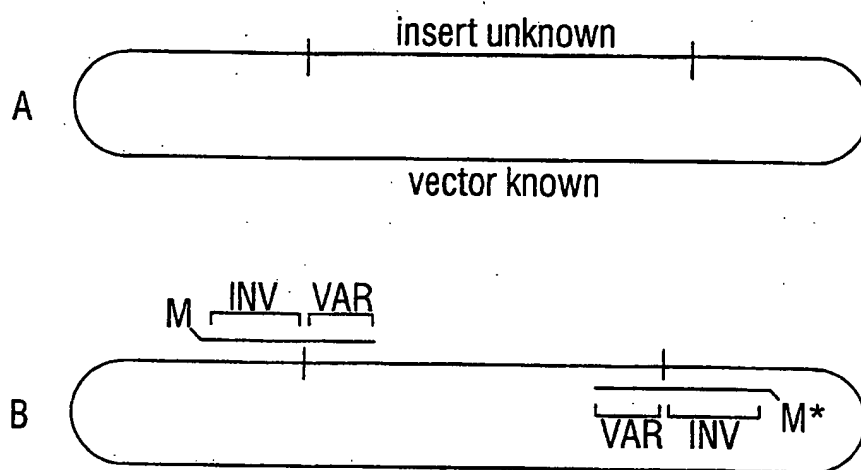 insert unknown
A
vector known
INV VAR
M
B
M*
VAR INV